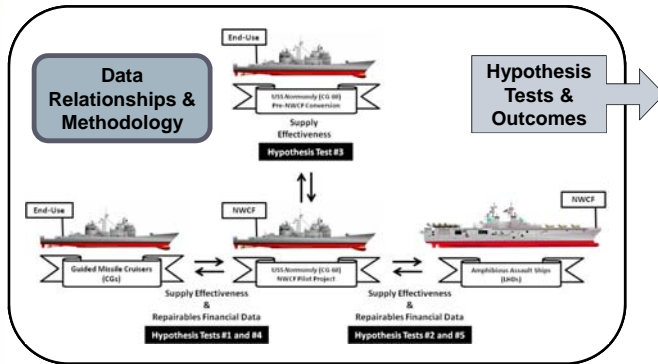 Data
Relationships &
Methodology
Hypothesis
Tests &
Outcomes
End-Use
USS Normandy (CG 60)
Pre-NWCF Conversion
Supply
Effectiveness
Hypothesis Test #3
End-Use
NWCF
NWCF
Guided Missile Cruisers
(CGs)
USS Normandy (CG 60)
NWCF Pilot Project
Amphibious Assault Ships
(LHDs)
Supply Effectiveness
&
Repairables Financial Data
Supply Effectiveness
&
Repairables Financial Data
Hypothesis Tests #1 and #4
Hypothesis Tests #2 and #5